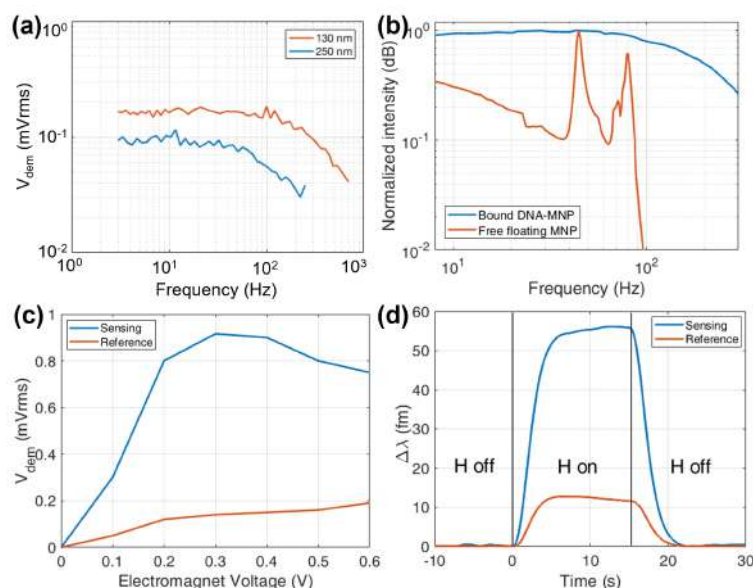 (a)
10⁰
10⁻¹
10⁻²
V_dem (mVrms)
130 nm
250 nm
10⁰ 10¹ 10² 10³
Frequency (Hz)
(b)
10⁰
10⁻¹
10⁻²
Normalized intensity (dB)
Bound DNA-MNP
Free floating MNP
10¹ 10²
Frequency (Hz)
(c)
1
0.8
0.6
0.4
0.2
0
V_dem (mVrms)
Sensing
Reference
0 0.1 0.2 0.3 0.4 0.5 0.6
Electromagnet Voltage (V)
(d)
60
50
40
30
20
10
0
Δλ (fm)
Sensing
Reference
H off H on H off
-10 0 10 20 30
Time (s)